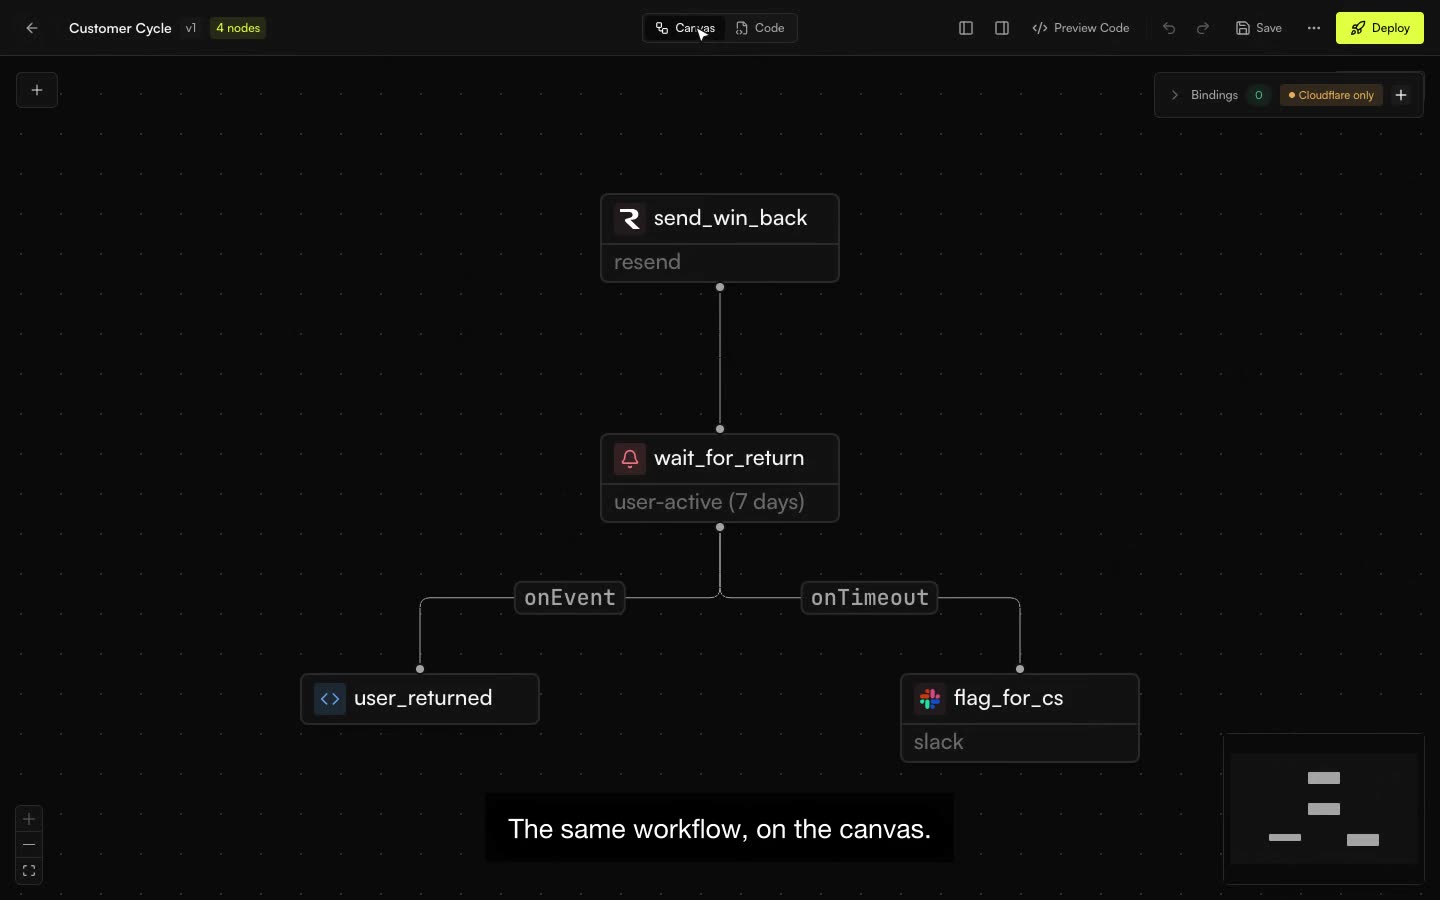 Customer Cycle v1 4 nodes
Canvas Code
Preview Code Save Deploy
Bindings 0 Cloudflare only
send_win_back
resend
wait_for_return
user-active (7 days)
onEvent onTimeout
user_returned
flag_for_cs
slack
The same workflow, on the canvas.